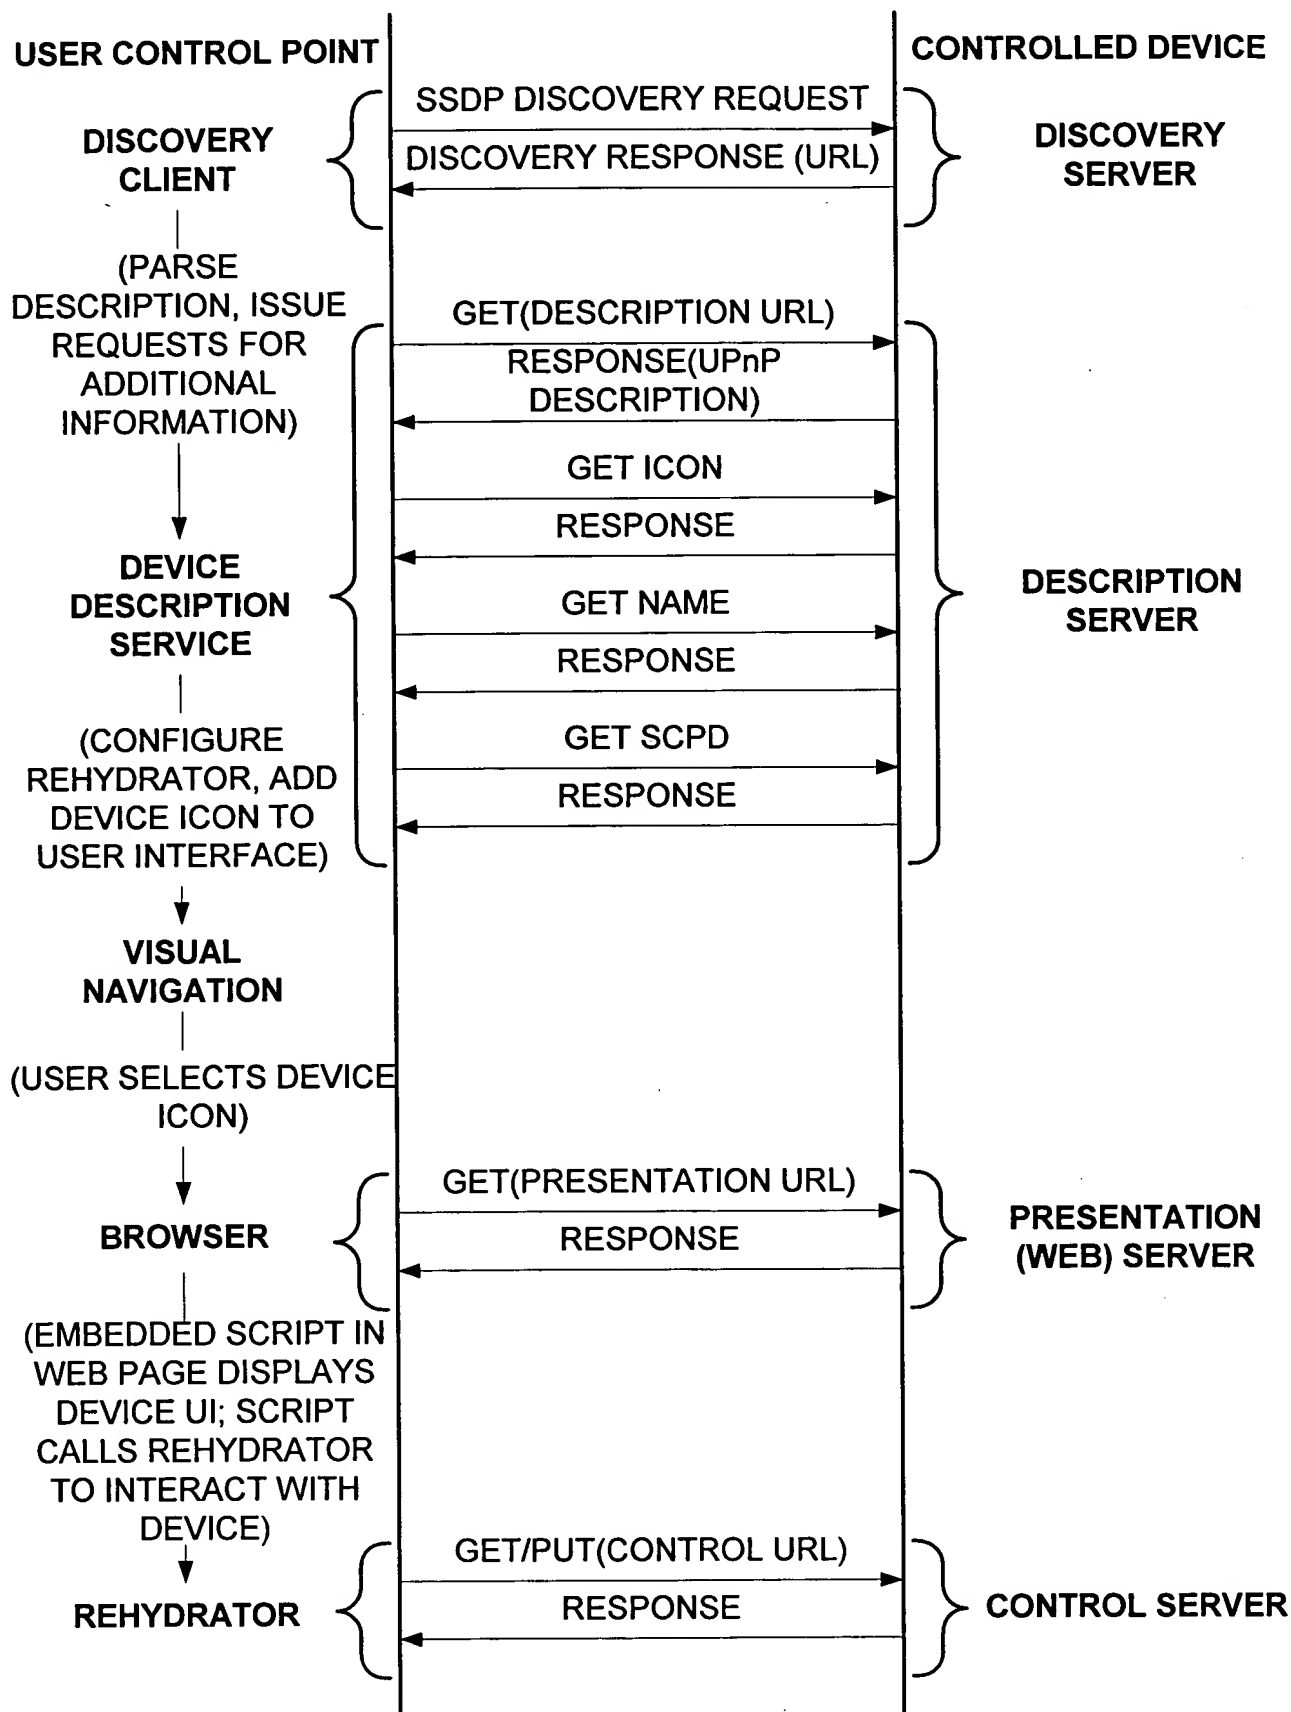 USER CONTROL POINT
CONTROLLED DEVICE
SSDP DISCOVERY REQUEST
DISCOVERY
CLIENT
DISCOVERY RESPONSE (URL)
DISCOVERY
SERVER
(PARSE
DESCRIPTION, ISSUE
REQUESTS FOR
ADDITIONAL
INFORMATION)
GET(DESCRIPTION URL)
RESPONSE(UPnP
DESCRIPTION)
GET ICON
RESPONSE
DEVICE
DESCRIPTION
SERVICE
GET NAME
RESPONSE
DESCRIPTION
SERVER
(CONFIGURE
REHYDRATOR, ADD
DEVICE ICON TO
USER INTERFACE)
GET SCPD
RESPONSE
VISUAL
NAVIGATION
(USER SELECTS DEVICE
ICON)
BROWSER
GET(PRESENTATION URL)
RESPONSE
PRESENTATION
(WEB) SERVER
(EMBEDDED SCRIPT IN
WEB PAGE DISPLAYS
DEVICE UI; SCRIPT
CALLS REHYDRATOR
TO INTERACT WITH
DEVICE)
REHYDRATOR
GET/PUT(CONTROL URL)
RESPONSE
CONTROL SERVER